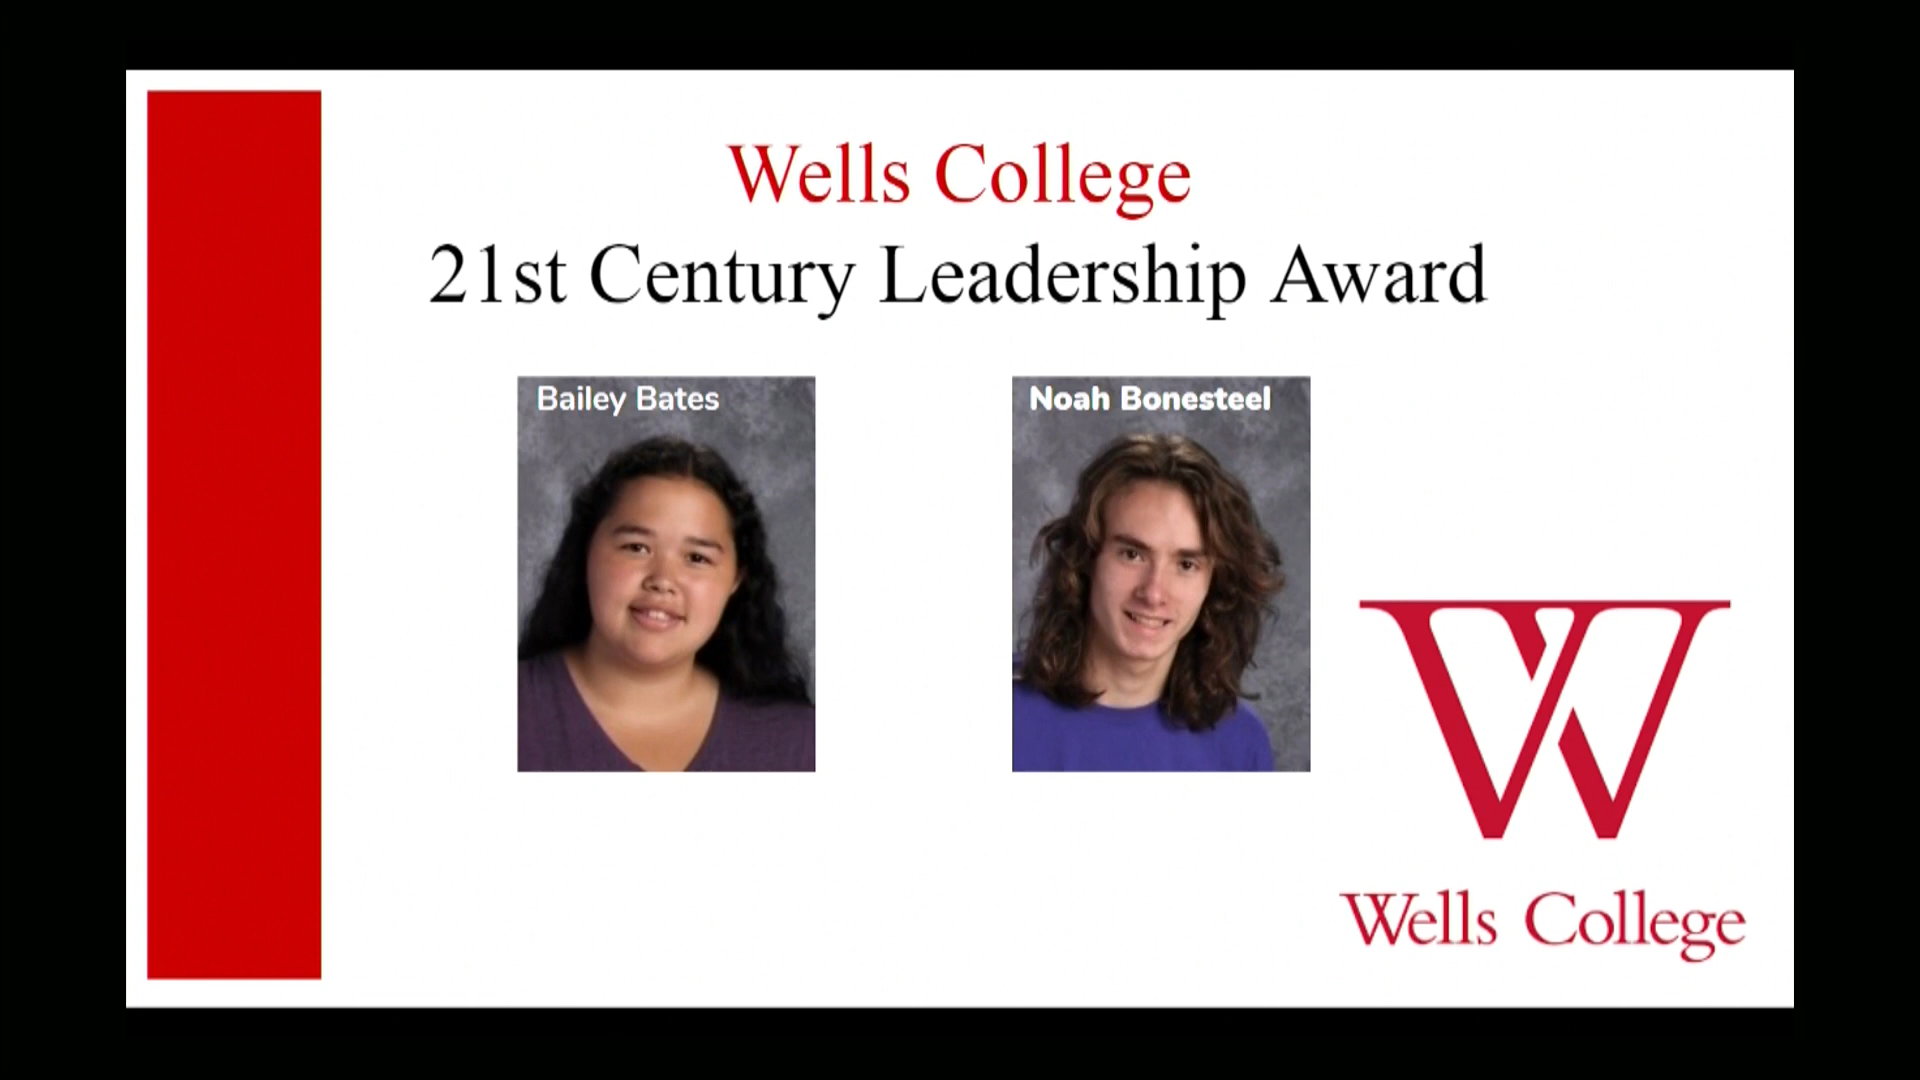 Wells College
21st Century Leadership Award
Bailey Bates
Noah Bonesteel
W
Wells College